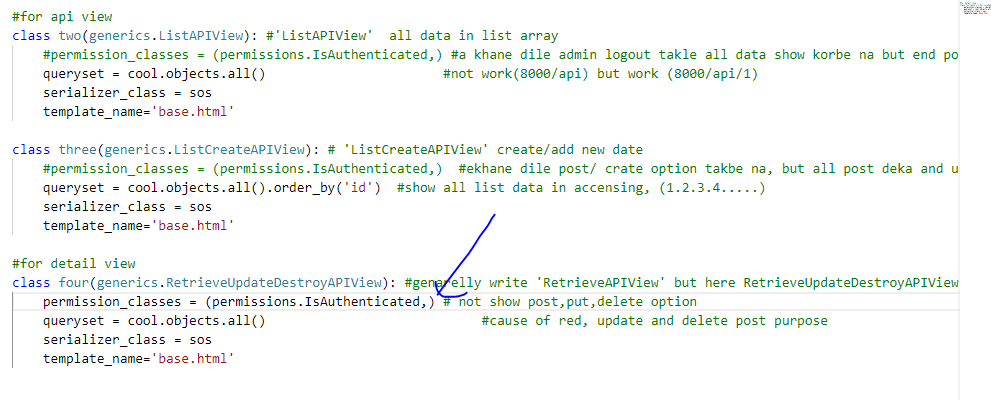 #for api view
class two(generics.ListAPIView): #'ListAPIView'  all data in list array
    #permission_classes = (permissions.IsAuthenticated,) #a khane dile admin logout takle all data show korbe na but end po
    queryset = cool.objects.all()                       #not work(8000/api) but work (8000/api/1)
    serializer_class = sos
    template_name='base.html'
class three(generics.ListCreateAPIView): # 'ListCreateAPIView' create/add new date
    #permission_classes = (permissions.IsAuthenticated,)  #ekhane dile post/ crate option takbe na, but all post deka and u
    queryset = cool.objects.all().order_by('id')  #show all list data in accensing, (1.2.3.4.....)
    serializer_class = sos
    template_name='base.html'
#for detail view
class four(generics.RetrieveUpdateDestroyAPIView): #genarelly write 'RetrieveAPIView' but here RetrieveUpdateDestroyAPIView
    permission_classes = (permissions.IsAuthenticated,) # not show post,put,delete option
    queryset = cool.objects.all()                            #cause of red, update and delete post purpose
    serializer_class = sos
    template_name='base.html'